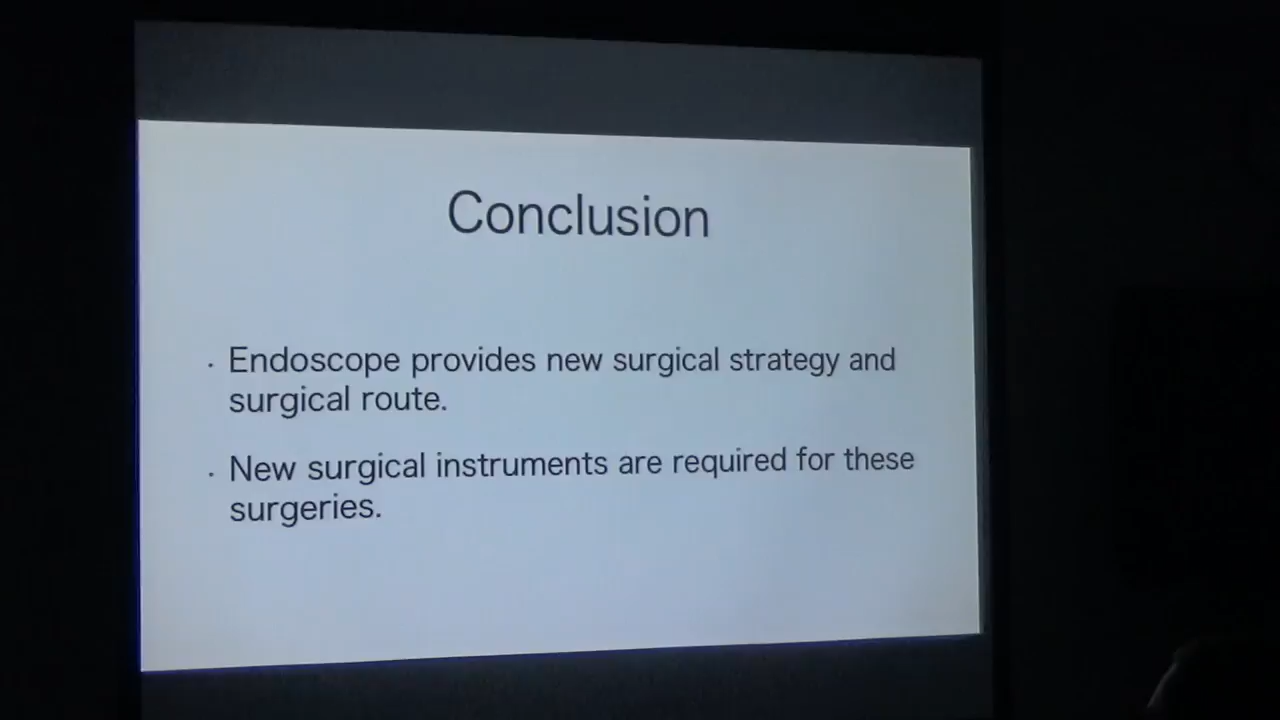 Conclusion
· Endoscope provides new surgical strategy and
surgical route.
· New surgical instruments are required for these
surgeries.